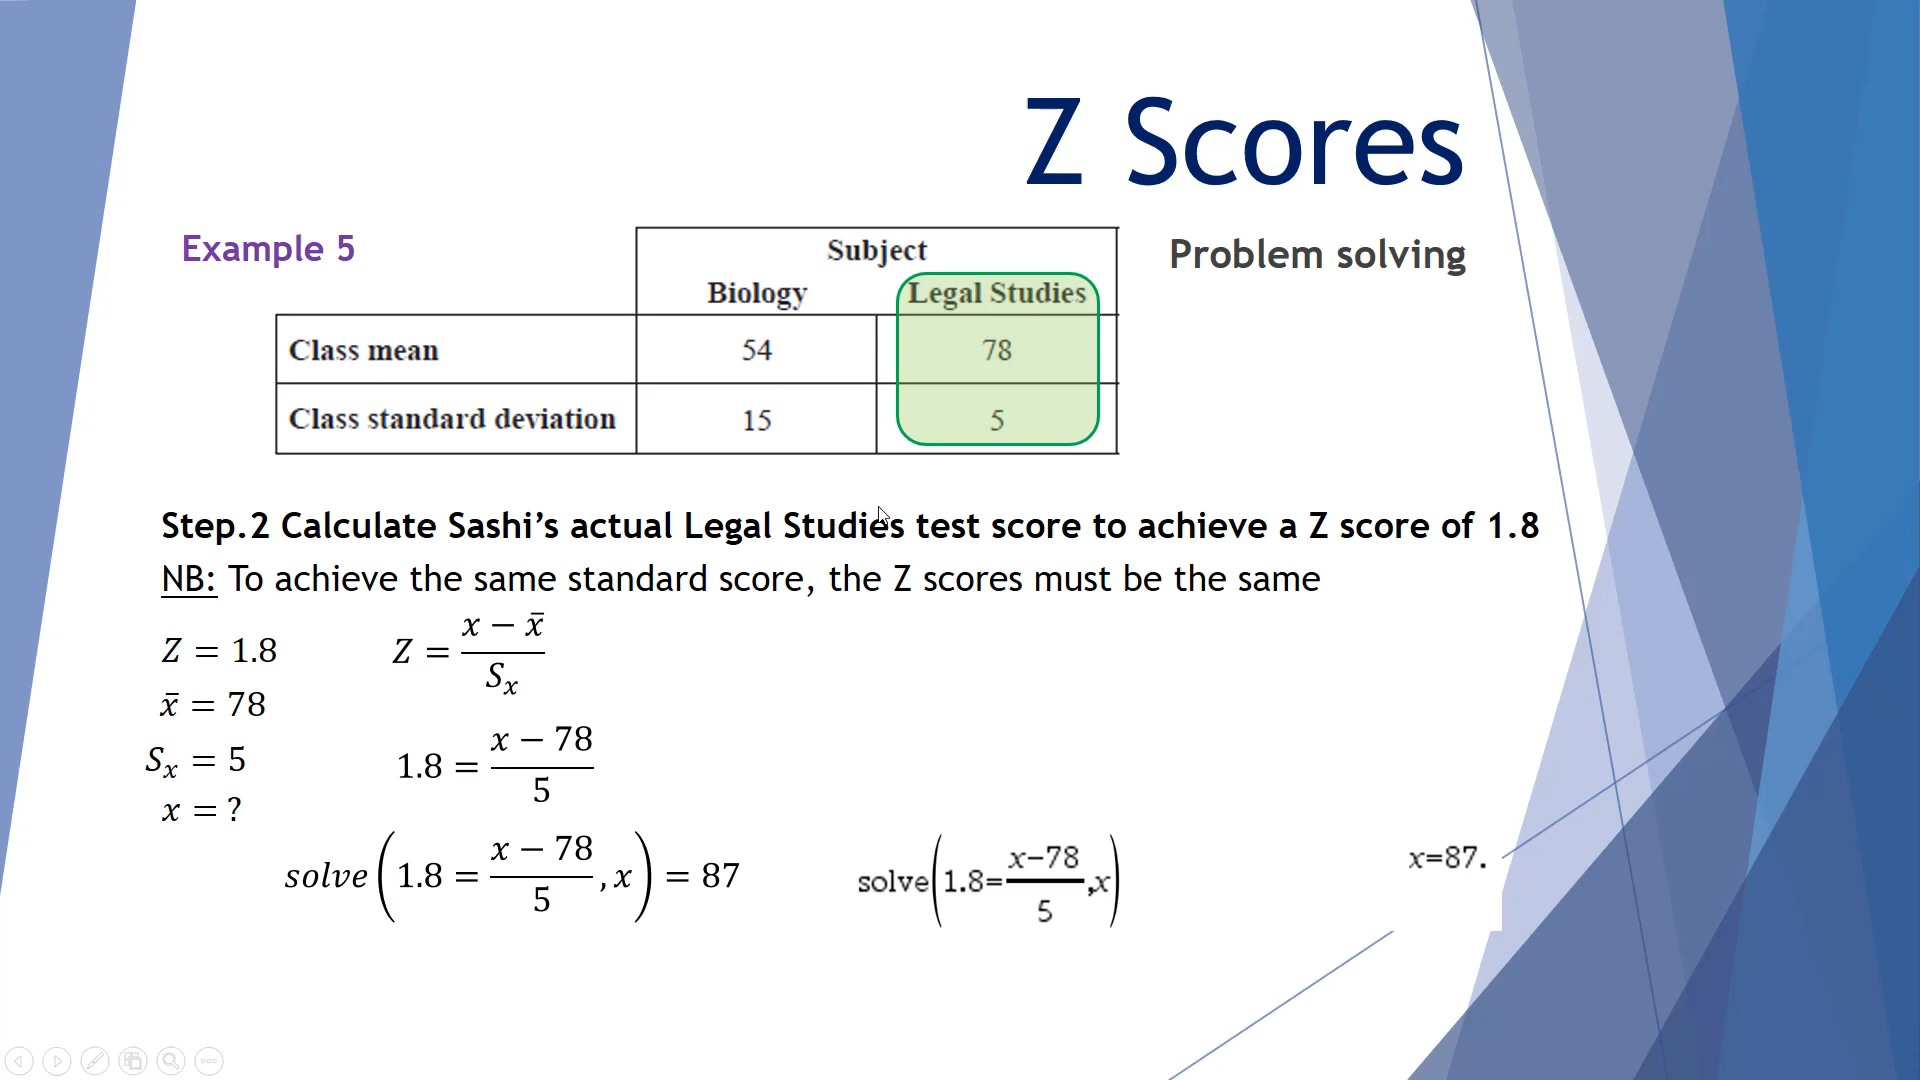 Z Scores
Example 5
Problem solving
Subject
Biology Legal Studies
Class mean 54 78
Class standard deviation 15 5
Step.2 Calculate Sashi’s actual Legal Studies test score to achieve a Z score of 1.8
NB: To achieve the same standard score, the Z scores must be the same
Z = 1.8
x̄ = 78
Sₓ = 5
x = ?
Z = (x − x̄)/Sₓ
1.8 = (x − 78)/5
solve(1.8 = (x − 78)/5, x) = 87
solve(1.8=(x−78)/5,x) x=87.